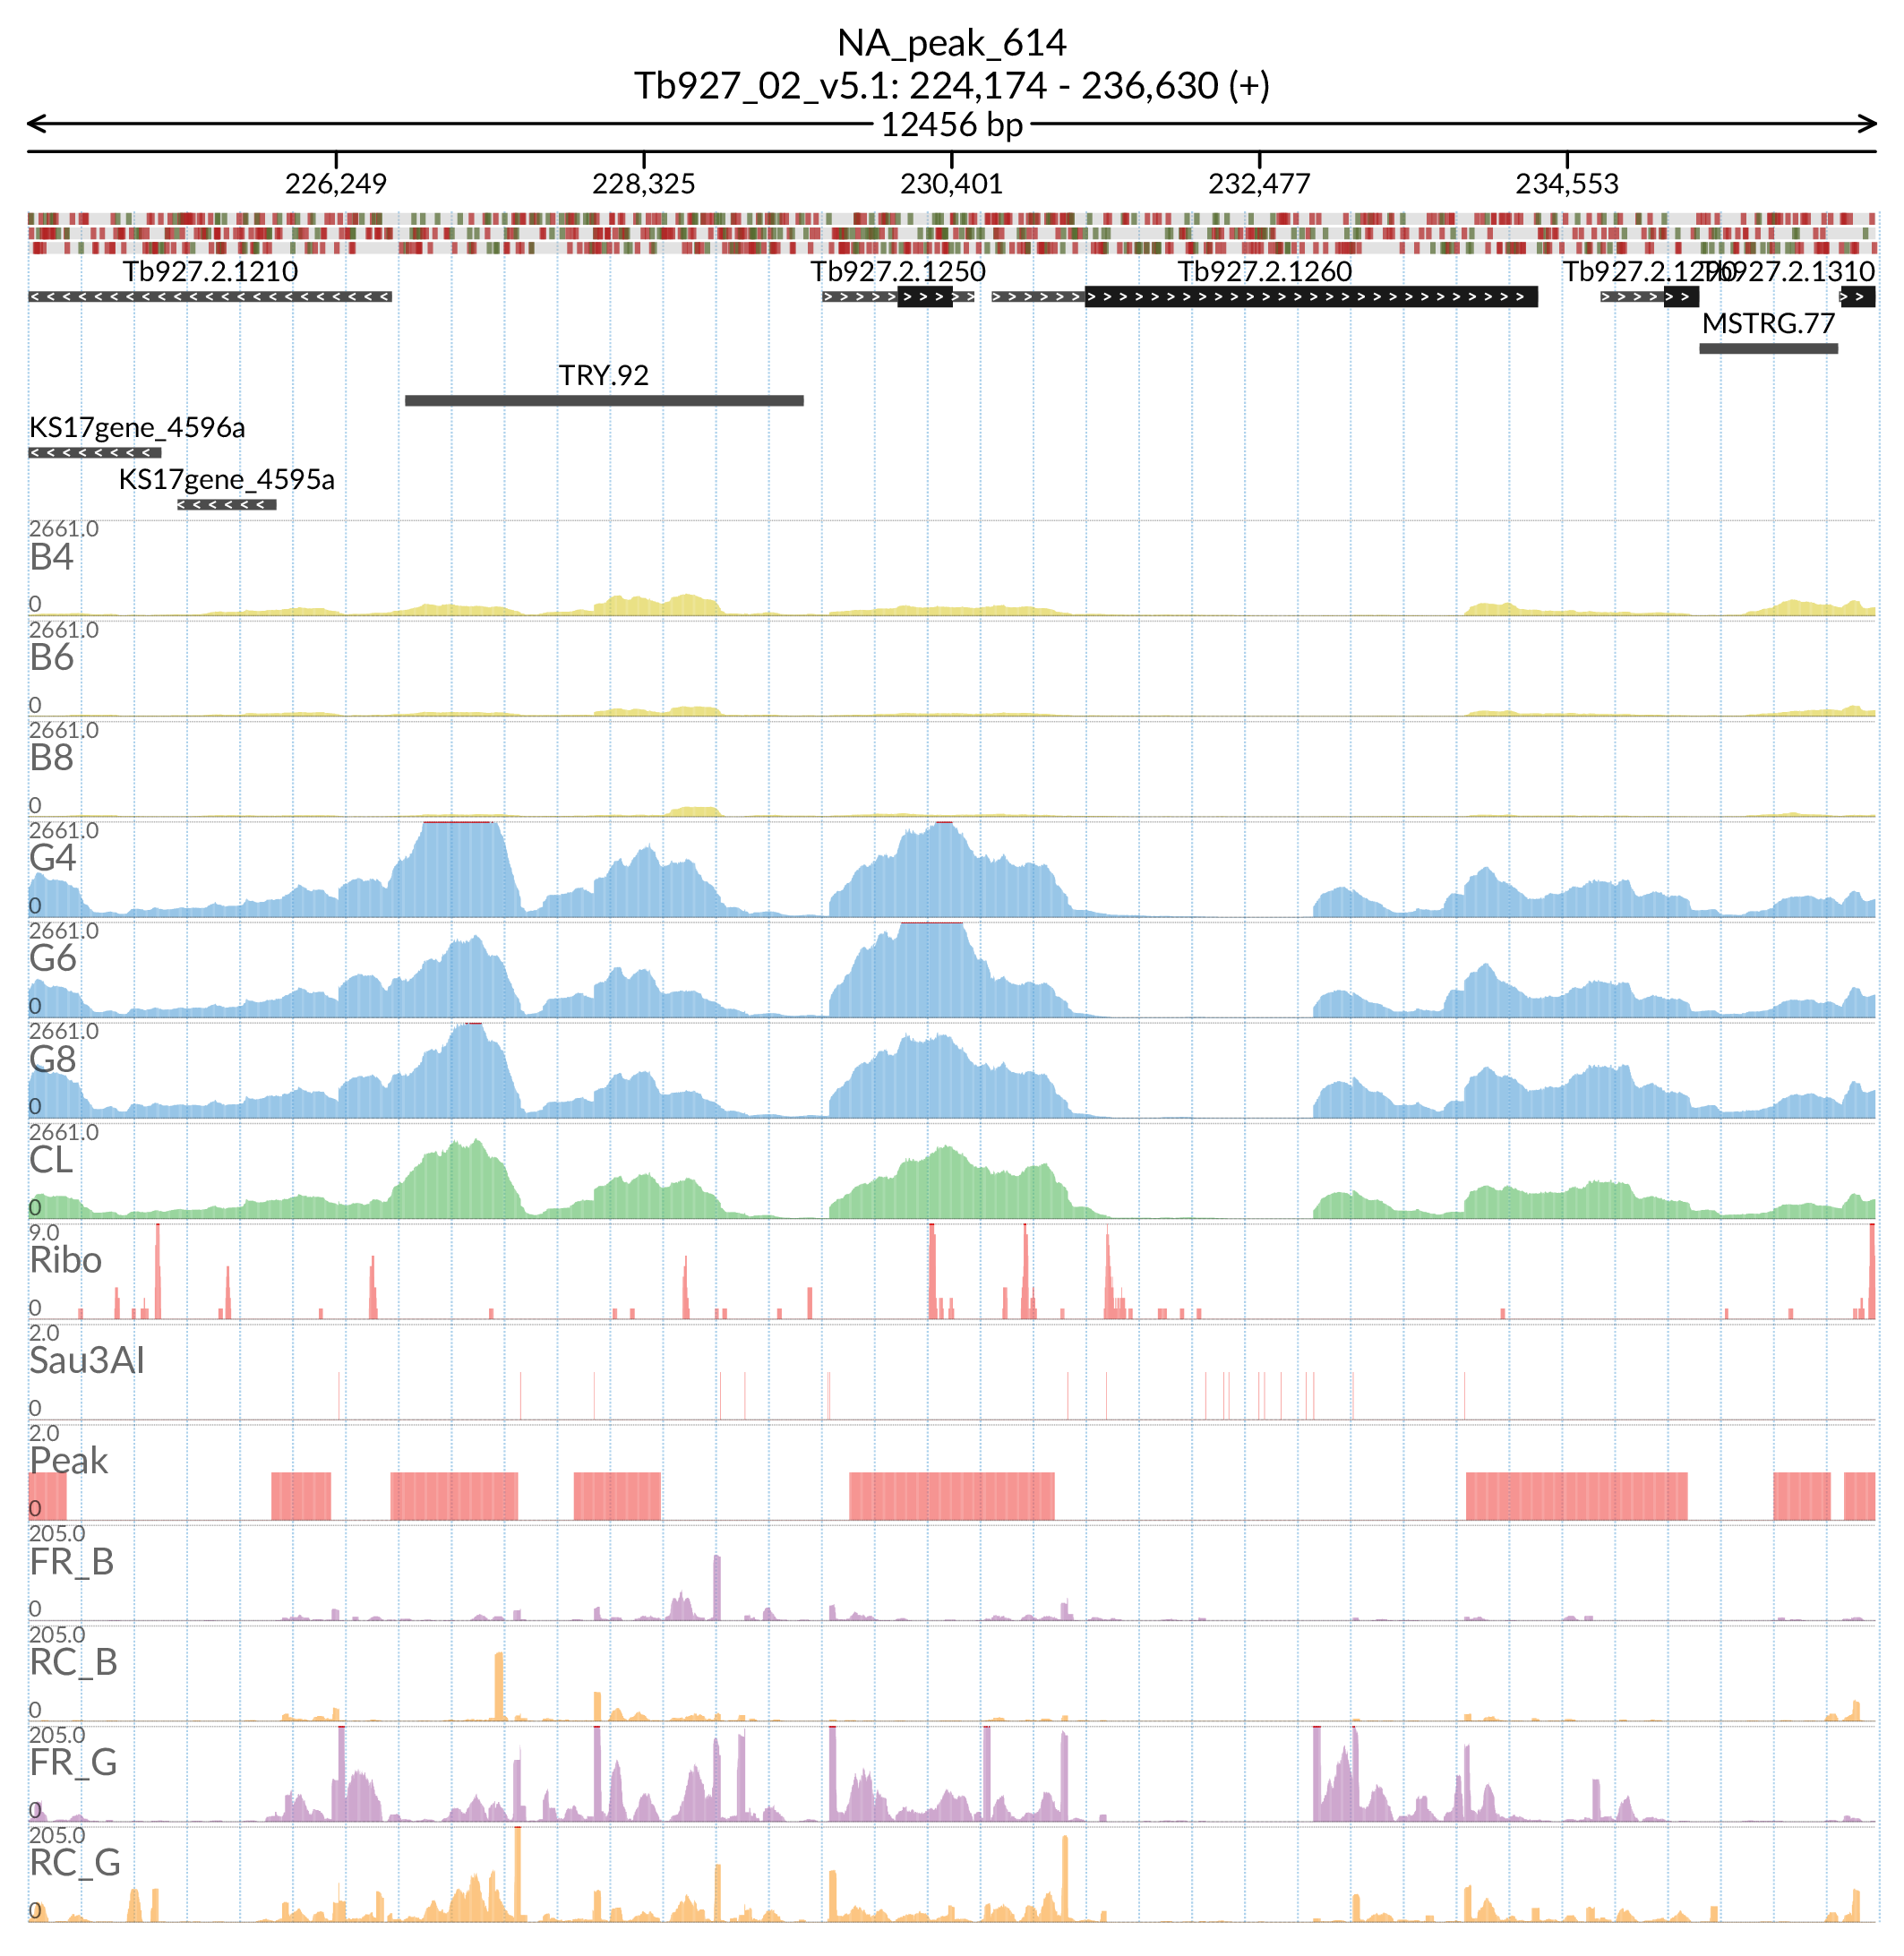 NA_peak_614
Tb927_02_v5.1: 224,174 - 236,630 (+)
12456 bp
226,249 228,325 230,401 232,477 234,553
Tb927.2.1210 Tb927.2.1250 Tb927.2.1260 Tb927.2.1290 Tb927.2.1310
MSTRG.77
TRY.92
KS17gene_4596a
KS17gene_4595a
2661.0
B4
0
2661.0
B6
0
2661.0
B8
0
2661.0
G4
0
2661.0
G6
0
2661.0
G8
0
2661.0
CL
0
9.0
Ribo
0
2.0
Sau3AI
0
2.0
Peak
0
205.0
FR_B
0
205.0
RC_B
0
205.0
FR_G
0
205.0
RC_G
0